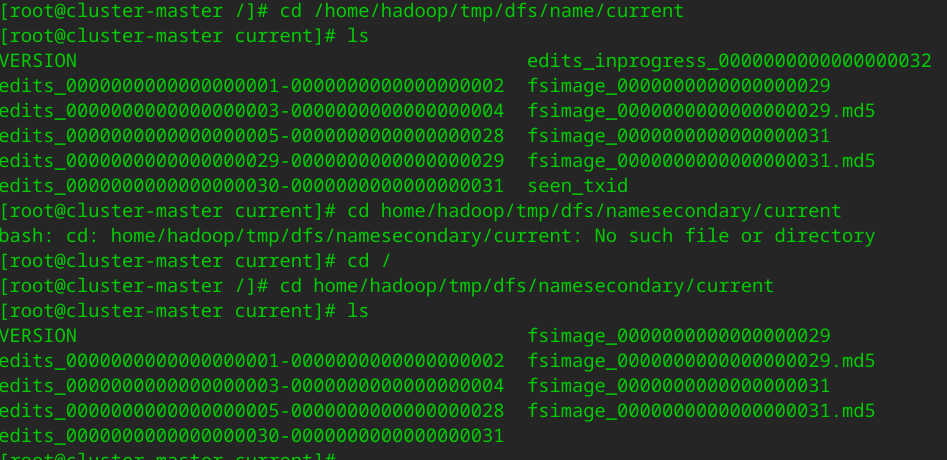 [root@cluster-master /]# cd /home/hadoop/tmp/dfs/name/current
[root@cluster-master current]# ls
VERSION edits_inprogress_0000000000000000032
edits_0000000000000000001-0000000000000000002 fsimage_0000000000000000029
edits_0000000000000000003-0000000000000000004 fsimage_0000000000000000029.md5
edits_0000000000000000005-0000000000000000028 fsimage_0000000000000000031
edits_0000000000000000029-0000000000000000029 fsimage_0000000000000000031.md5
edits_0000000000000000030-0000000000000000031 seen_txid
[root@cluster-master current]# cd home/hadoop/tmp/dfs/namesecondary/current
bash: cd: home/hadoop/tmp/dfs/namesecondary/current: No such file or directory
[root@cluster-master current]# cd /
[root@cluster-master /]# cd home/hadoop/tmp/dfs/namesecondary/current
[root@cluster-master current]# ls
VERSION fsimage_0000000000000000029
edits_0000000000000000001-0000000000000000002 fsimage_0000000000000000029.md5
edits_0000000000000000003-0000000000000000004 fsimage_0000000000000000031
edits_0000000000000000005-0000000000000000028 fsimage_0000000000000000031.md5
edits_0000000000000000030-0000000000000000031
[root@cluster-master current]#